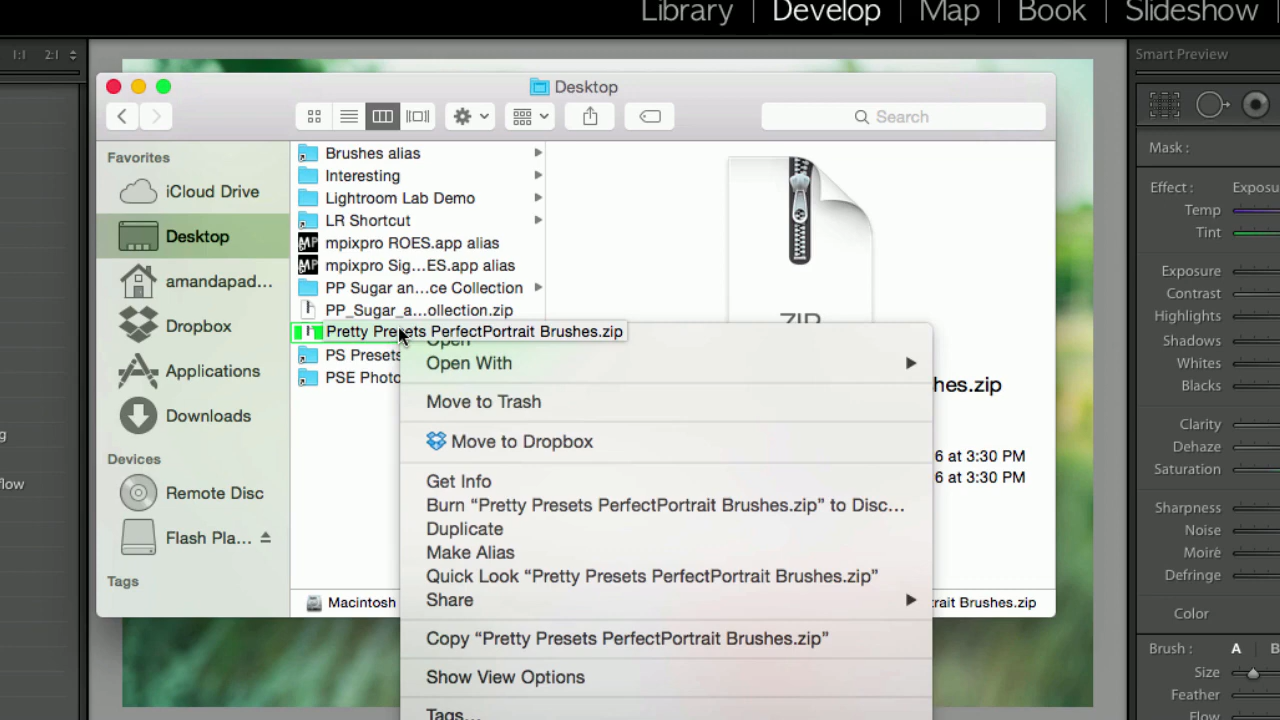 Library | Develop | Map | Book | Slideshow
1:1 2:1
Smart Preview
Desktop
Search
Favorites
iCloud Drive
Desktop
amandapad...
Dropbox
Applications
Downloads
Devices
Remote Disc
Flash Pla...
Tags
Brushes alias
Interesting
Lightroom Lab Demo
LR Shortcut
mpixpro ROES.app alias
mpixpro Sig...ES.app alias
PP Sugar an...ce Collection
PP_Sugar_a...ollection.zip
Pretty Presets PerfectPortrait Brushes.zip
PS Presets
PSE Photo
ZIP
hes.zip
6 at 3:30 PM
6 at 3:30 PM
Macintosh
rait Brushes.zip
Open
Open With
Move to Trash
Move to Dropbox
Get Info
Burn “Pretty Presets PerfectPortrait Brushes.zip” to Disc...
Duplicate
Make Alias
Quick Look “Pretty Presets PerfectPortrait Brushes.zip”
Share
Copy “Pretty Presets PerfectPortrait Brushes.zip”
Show View Options
Tags...
Mask :
Effect : Exposu
Temp
Tint
Exposure
Contrast
Highlights
Shadows
Whites
Blacks
Clarity
Dehaze
Saturation
Sharpness
Noise
Moiré
Defringe
Color
Brush : A B
Size
Feather
Flow
g
flow